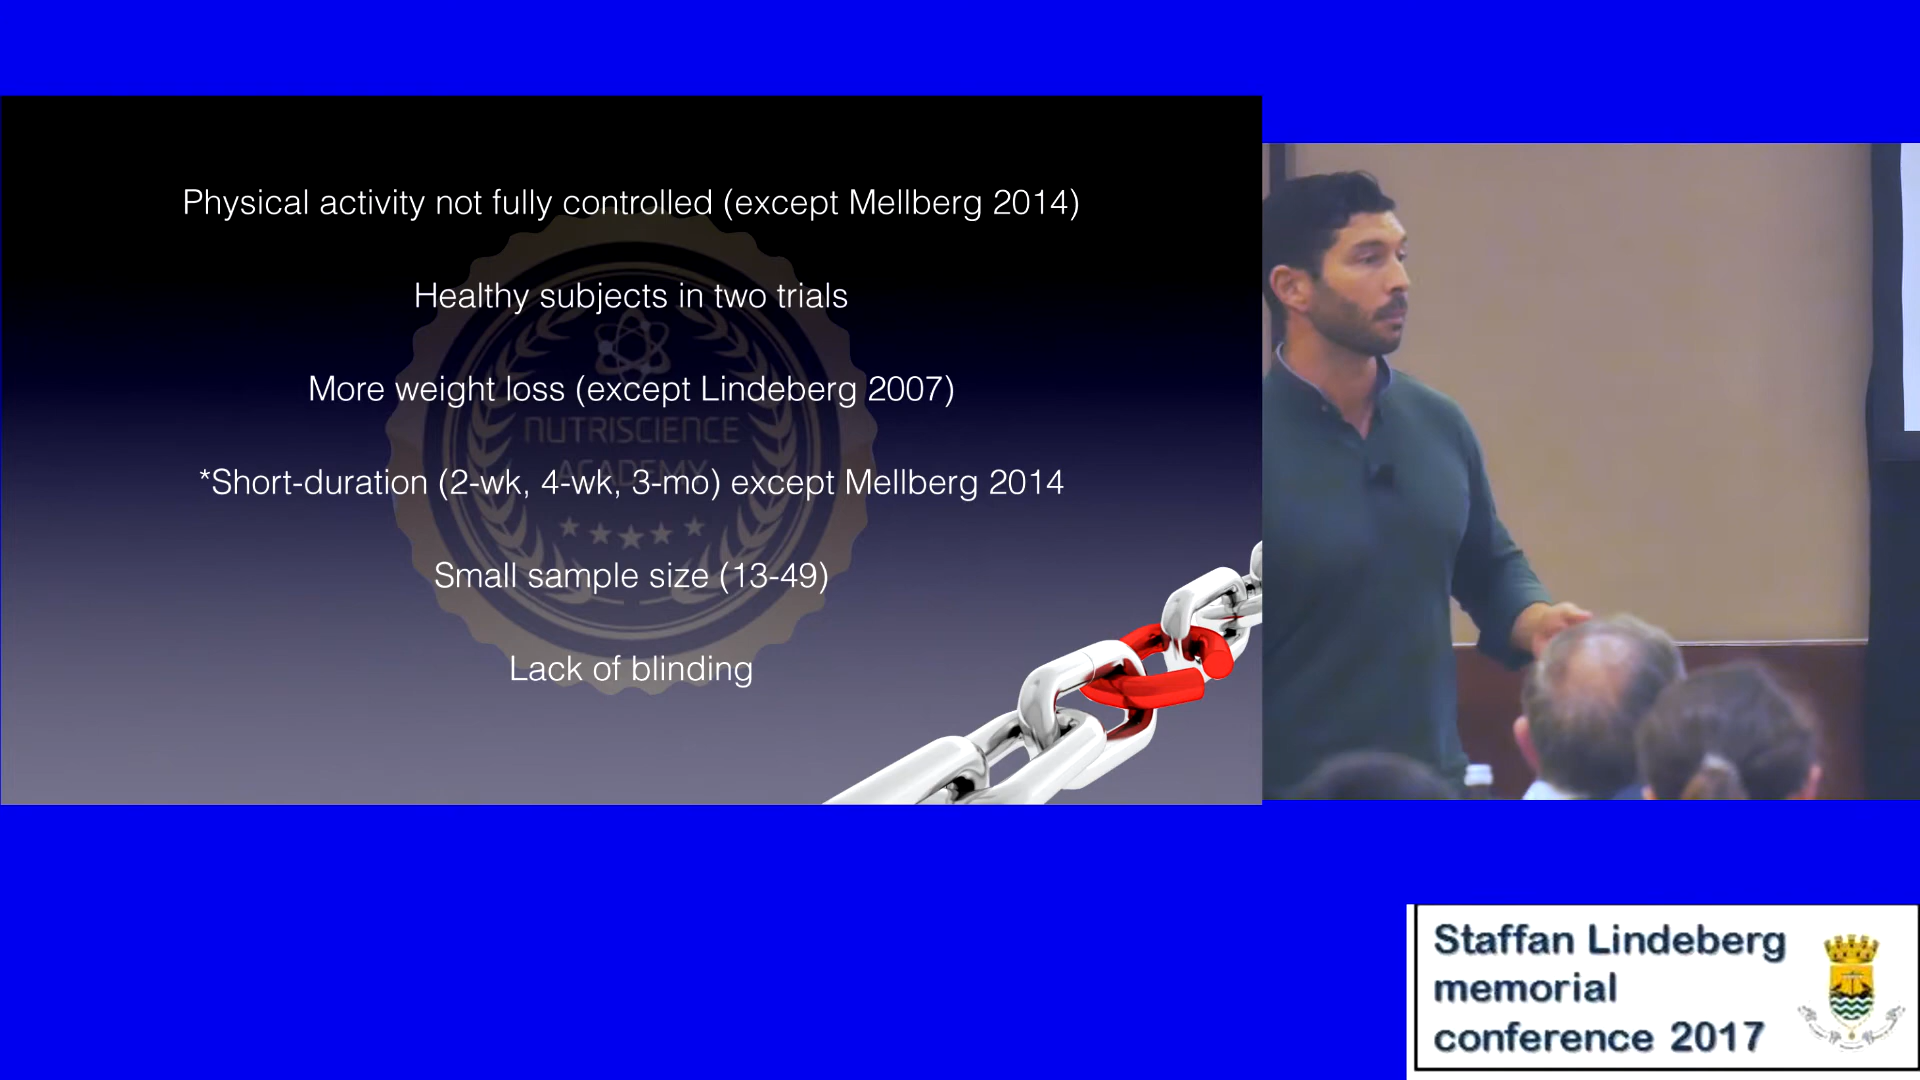 Physical activity not fully controlled (except Mellberg 2014)
Healthy subjects in two trials
More weight loss (except Lindeberg 2007)
NUTRISCIENCE
ACADEMY
*Short-duration (2-wk, 4-wk, 3-mo) except Mellberg 2014
Small sample size (13-49)
Lack of blinding
Staffan Lindeberg
memorial
conference 2017